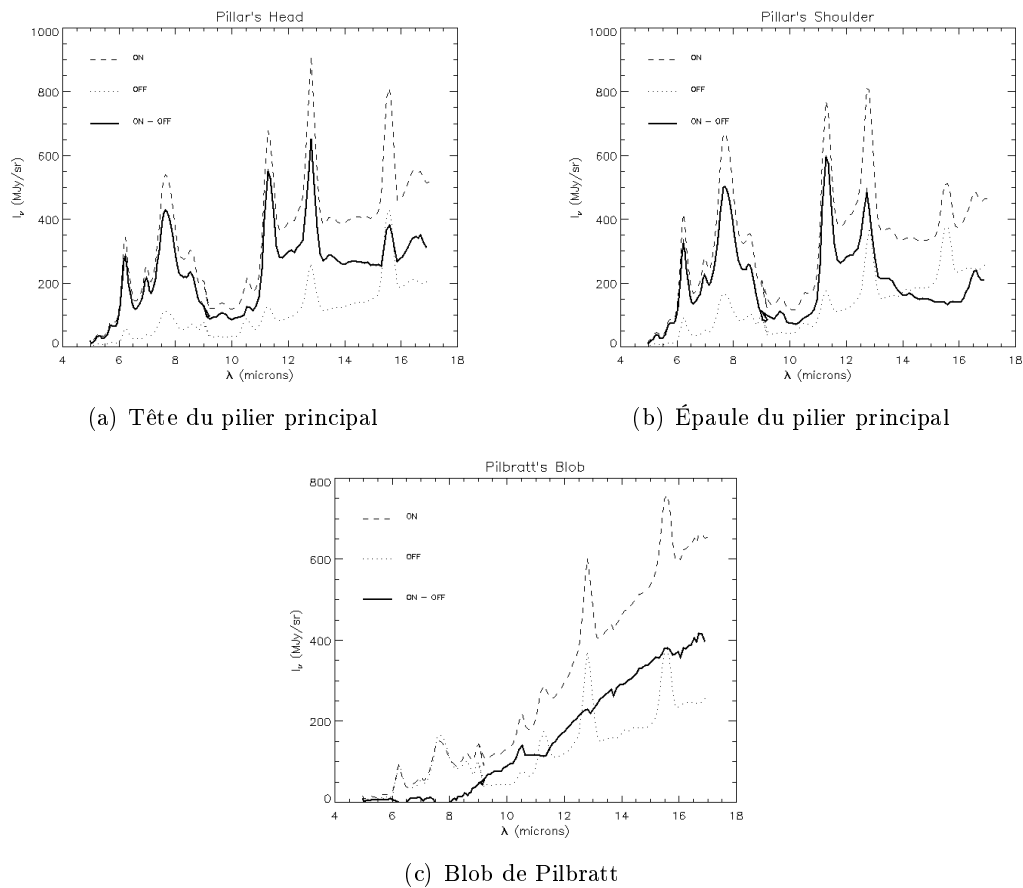 Pillar's Head
1000
800
600
400
200
0
ON
OFF
ON - OFF
Iν (MJy/sr)
4 6 8 10 12 14 16 18
λ (microns)
(a) Tête du pilier principal
Pillar's Shoulder
1000
800
600
400
200
0
ON
OFF
ON - OFF
Iν (MJy/sr)
4 6 8 10 12 14 16 18
λ (microns)
(b) Épaule du pilier principal
Pilbratt's Blob
800
600
400
200
0
ON
OFF
ON - OFF
Iν (MJy/sr)
4 6 8 10 12 14 16 18
λ (microns)
(c) Blob de Pilbratt